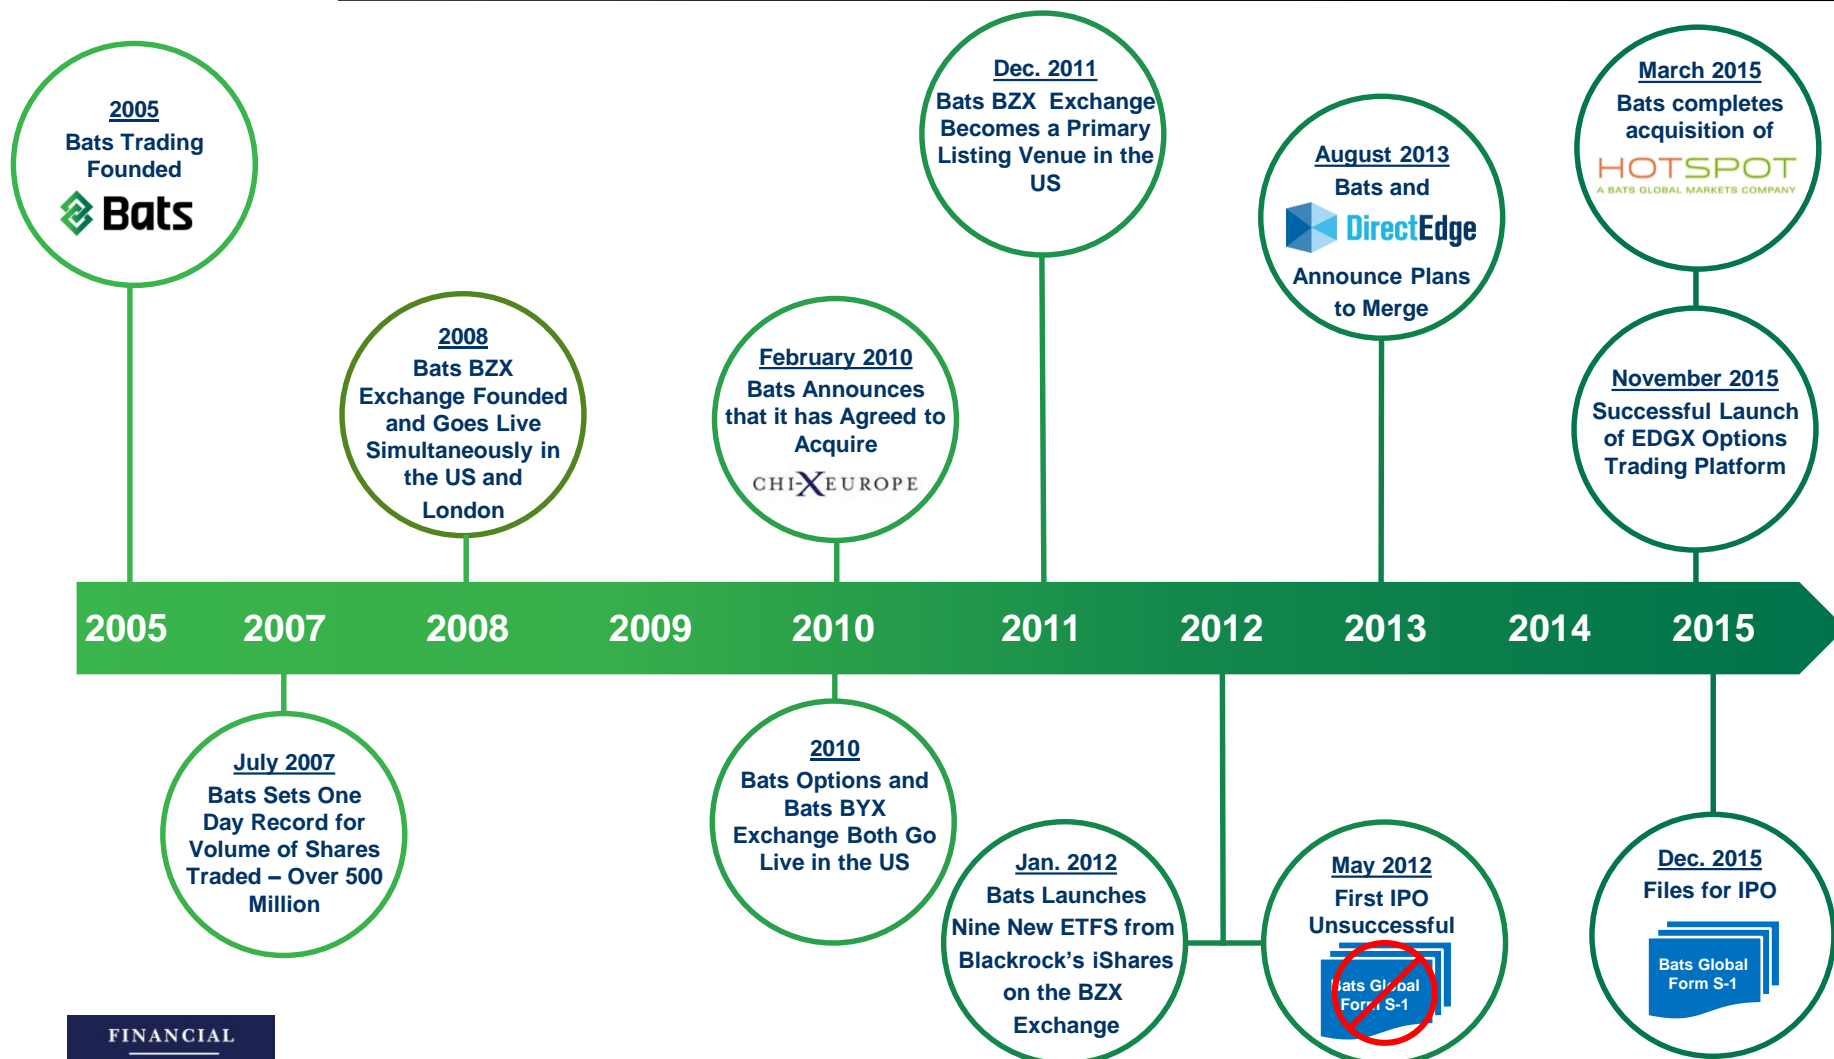 2005
Bats Trading
Founded
Bats
2008
Bats BZX
Exchange Founded
and Goes Live
Simultaneously in
the US and
London
February 2010
Bats Announces
that it has Agreed to
Acquire
CHI-XEUROPE
Dec. 2011
Bats BZX Exchange
Becomes a Primary
Listing Venue in the
US
August 2013
Bats and
DirectEdge
Announce Plans
to Merge
March 2015
Bats completes
acquisition of
HOTSPOT
A BATS GLOBAL MARKETS COMPANY
November 2015
Successful Launch
of EDGX Options
Trading Platform
2005 2007 2008 2009 2010 2011 2012 2013 2014 2015
July 2007
Bats Sets One
Day Record for
Volume of Shares
Traded – Over 500
Million
2010
Bats Options and
Bats BYX
Exchange Both Go
Live in the US
Jan. 2012
Bats Launches
Nine New ETFS from
Blackrock's iShares
on the BZX
Exchange
May 2012
First IPO
Unsuccessful
Bats Global
Form S-1
Dec. 2015
Files for IPO
Bats Global
Form S-1
FINANCIAL